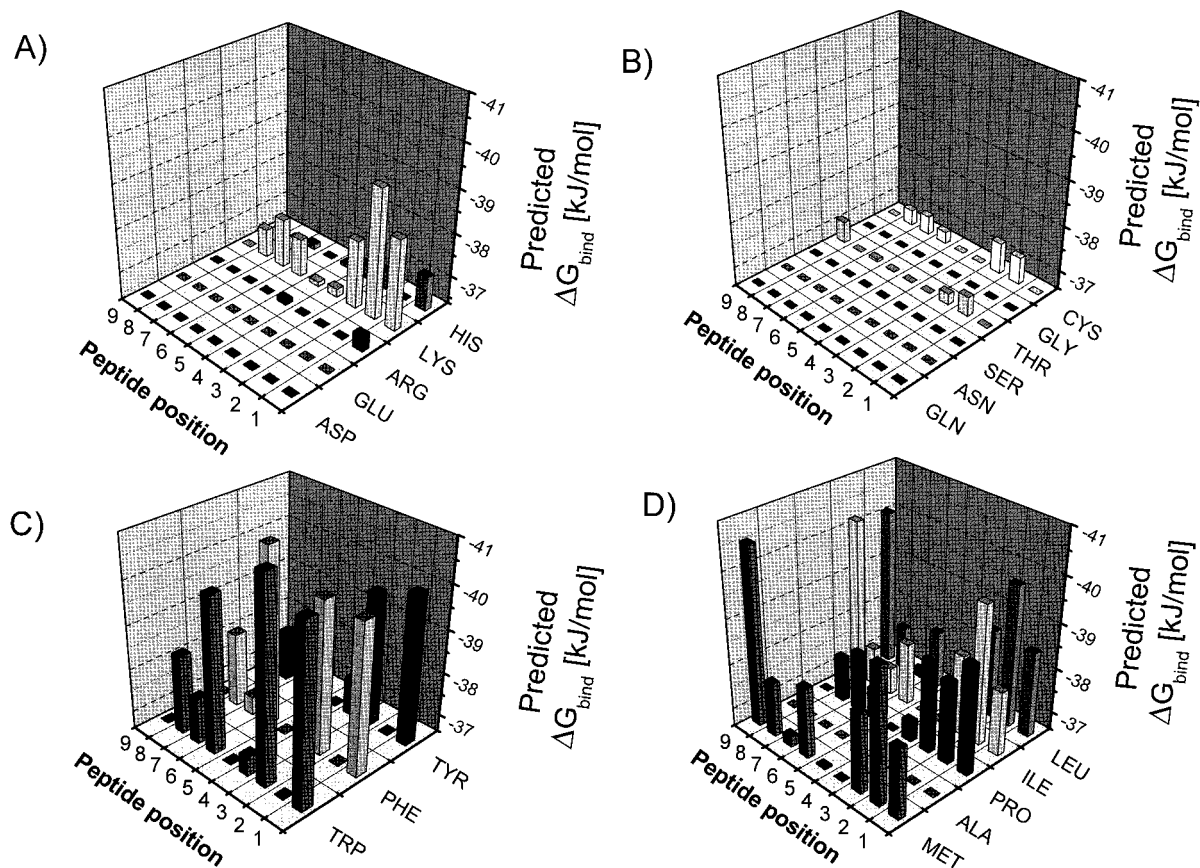 A)
-41
-40
-39
-38
-37
Predicted
ΔG_bind [kJ/mol]
9 8 7 6 5 4 3 2 1
Peptide position
HIS
LYS
ARG
GLU
ASP
B)
-41
-40
-39
-38
-37
Predicted
ΔG_bind [kJ/mol]
9 8 7 6 5 4 3 2 1
Peptide position
CYS
GLY
THR
SER
ASN
GLN
C)
-41
-40
-39
-38
-37
Predicted
ΔG_bind [kJ/mol]
9 8 7 6 5 4 3 2 1
Peptide position
TYR
PHE
TRP
D)
-41
-40
-39
-38
-37
Predicted
ΔG_bind [kJ/mol]
9 8 7 6 5 4 3 2 1
Peptide position
LEU
ILE
PRO
ALA
MET